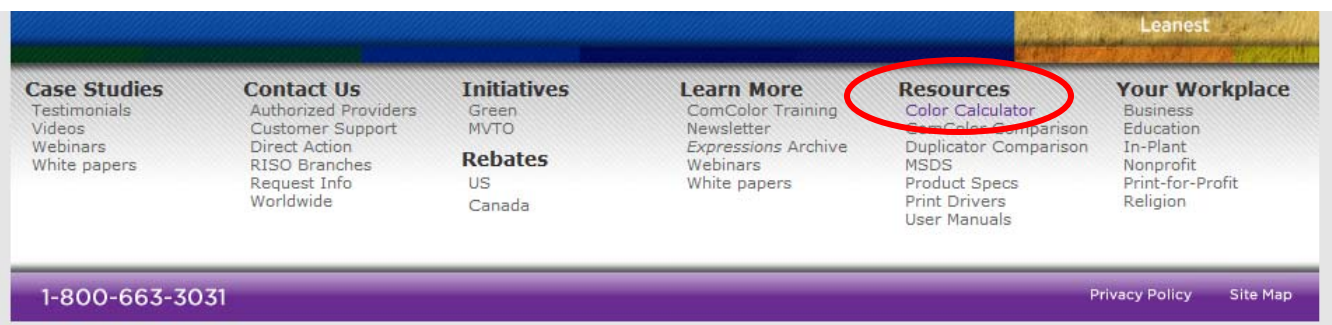 Leanest
Case Studies
Testimonials
Videos
Webinars
White papers
Contact Us
Authorized Providers
Customer Support
Direct Action
RISO Branches
Request Info
Worldwide
Initiatives
Green
MVTO
Rebates
US
Canada
Learn More
ComColor Training
Newsletter
Expressions Archive
Webinars
White papers
Resources
Color Calculator
ComColor Comparison
Duplicator Comparison
MSDS
Product Specs
Print Drivers
User Manuals
Your Workplace
Business
Education
In-Plant
Nonprofit
Print-for-Profit
Religion
1-800-663-3031
Privacy Policy
Site Map